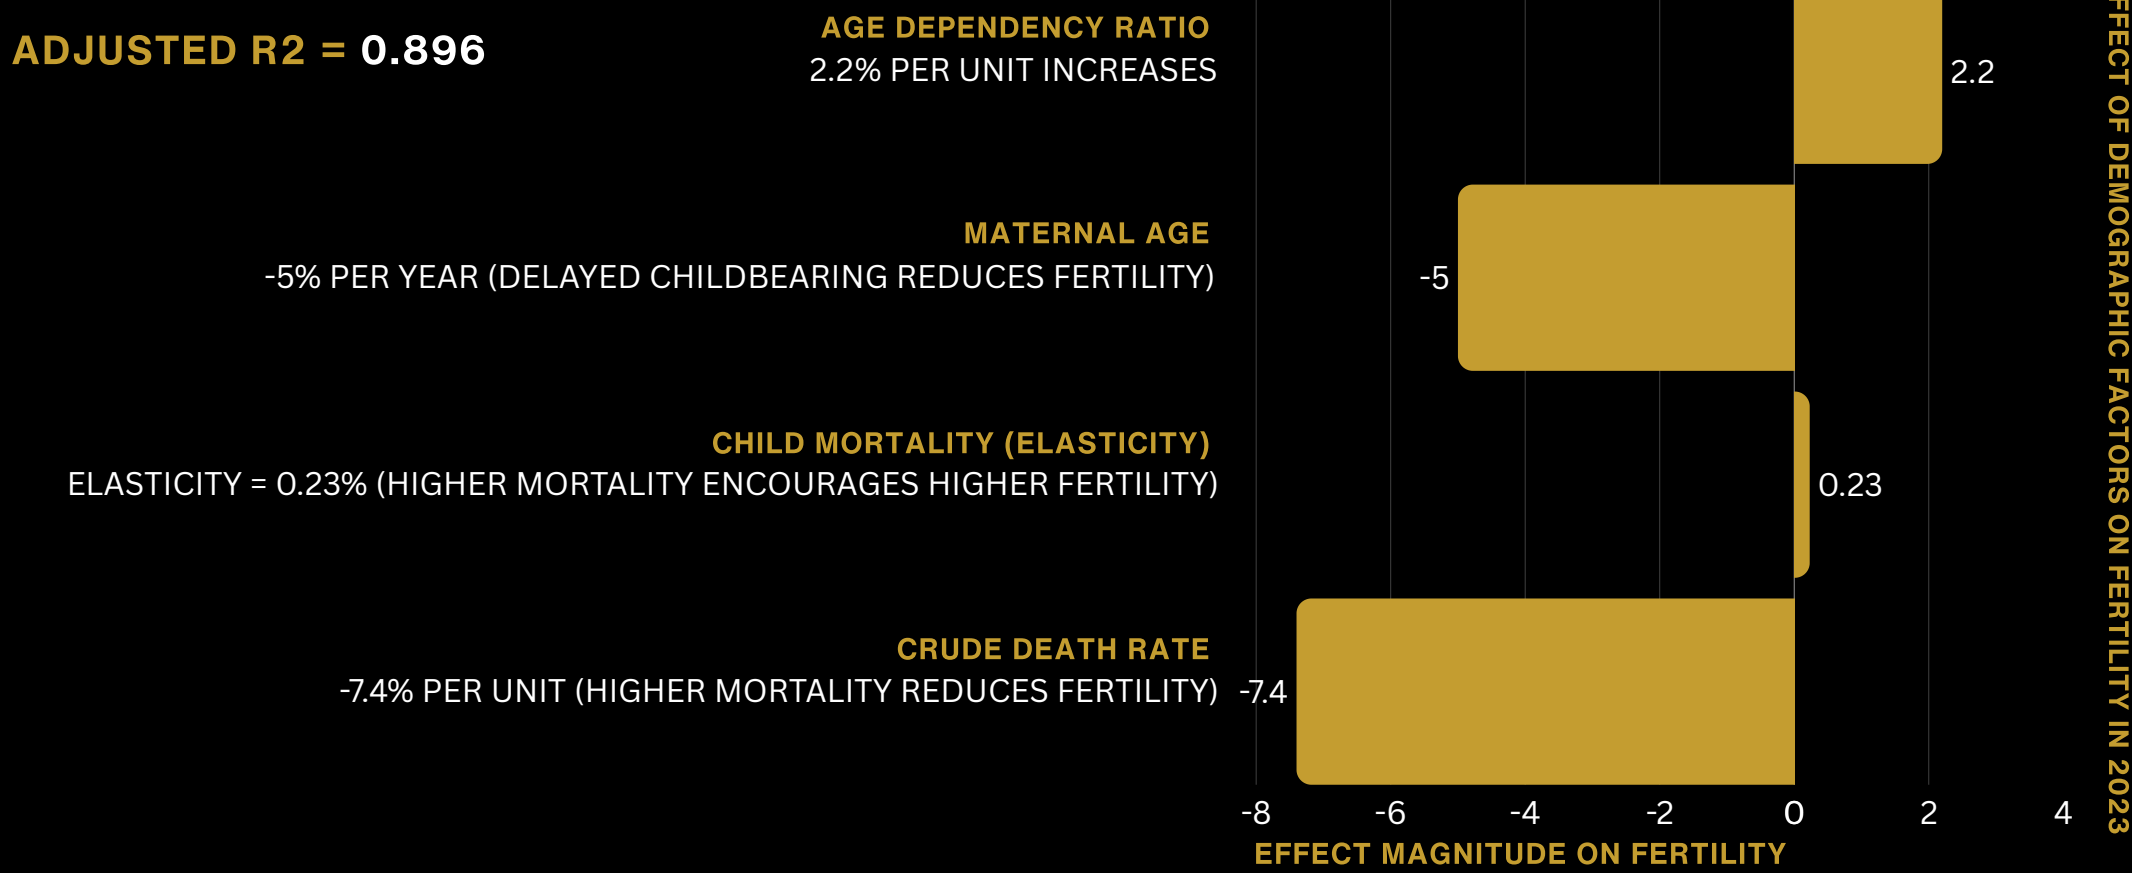 ADJUSTED R2 = 0.896
AGE DEPENDENCY RATIO
2.2% PER UNIT INCREASES
2.2
MATERNAL AGE
-5% PER YEAR (DELAYED CHILDBEARING REDUCES FERTILITY)
-5
CHILD MORTALITY (ELASTICITY)
ELASTICITY = 0.23% (HIGHER MORTALITY ENCOURAGES HIGHER FERTILITY)
0.23
CRUDE DEATH RATE
-7.4% PER UNIT (HIGHER MORTALITY REDUCES FERTILITY)
-7.4
-8 -6 -4 -2 0 2 4
EFFECT MAGNITUDE ON FERTILITY
FFECT OF DEMOGRAPHIC FACTORS ON FERTILITY IN 2023